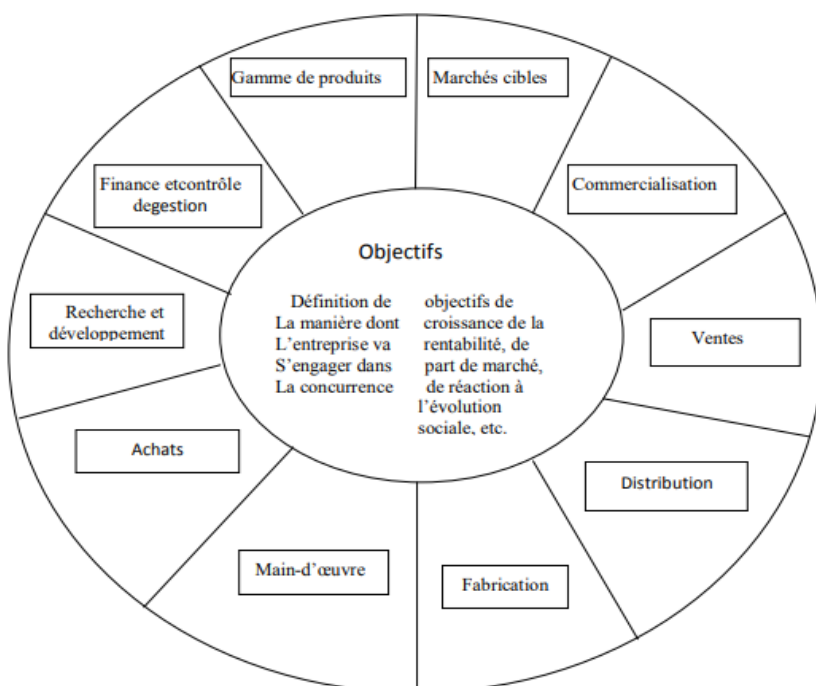 Gamme de produits
Marchés cibles
Finance etcontrôle
degestion
Commercialisation
Objectifs
Définition de
La manière dont
L'entreprise va
S'engager dans
La concurrence
objectifs de
croissance de la
rentabilité, de
part de marché,
de réaction à
l'évolution
sociale, etc.
Recherche et
développement
Ventes
Achats
Distribution
Main-d'œuvre
Fabrication